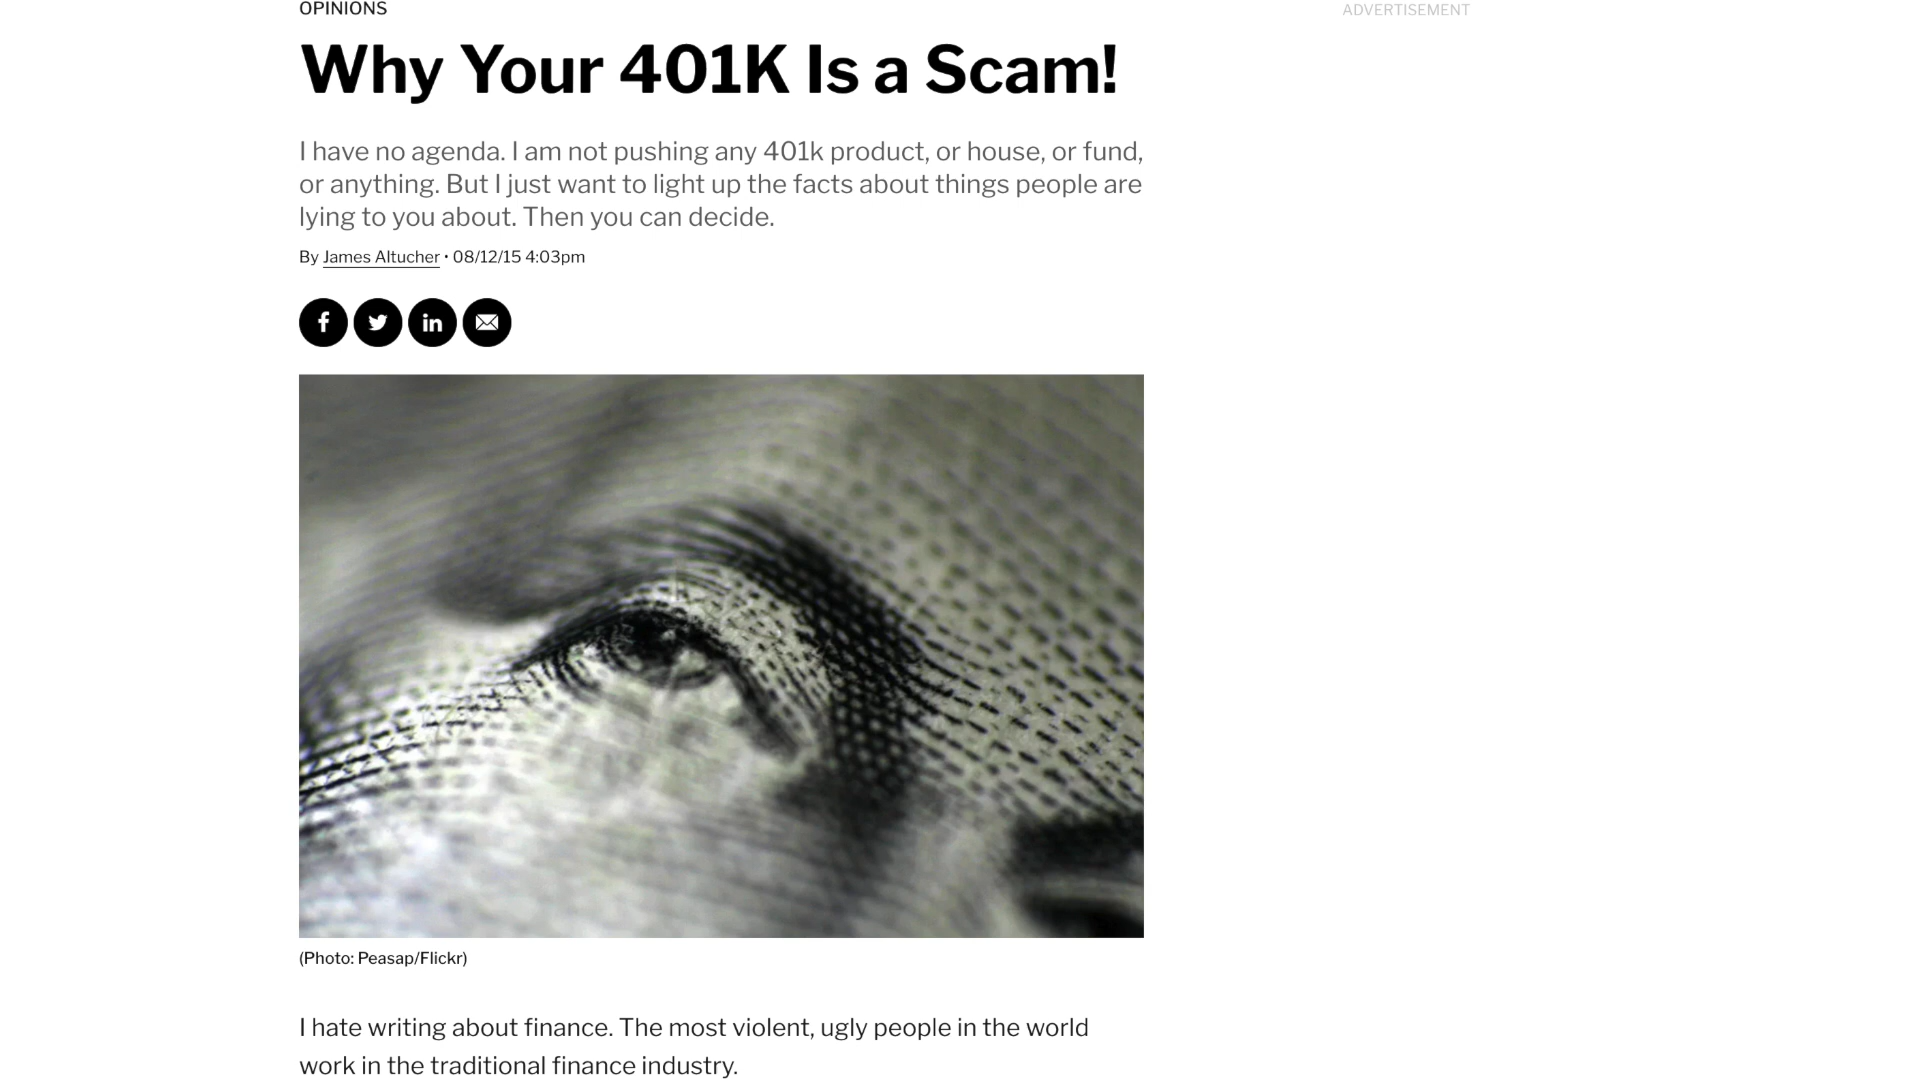 OPINIONS
ADVERTISEMENT
Why Your 401K Is a Scam!
I have no agenda. I am not pushing any 401k product, or house, or fund,
or anything. But I just want to light up the facts about things people are
lying to you about. Then you can decide.
By James Altucher • 08/12/15 4:03pm
(Photo: Peasap/Flickr)
I hate writing about finance. The most violent, ugly people in the world
work in the traditional finance industry.